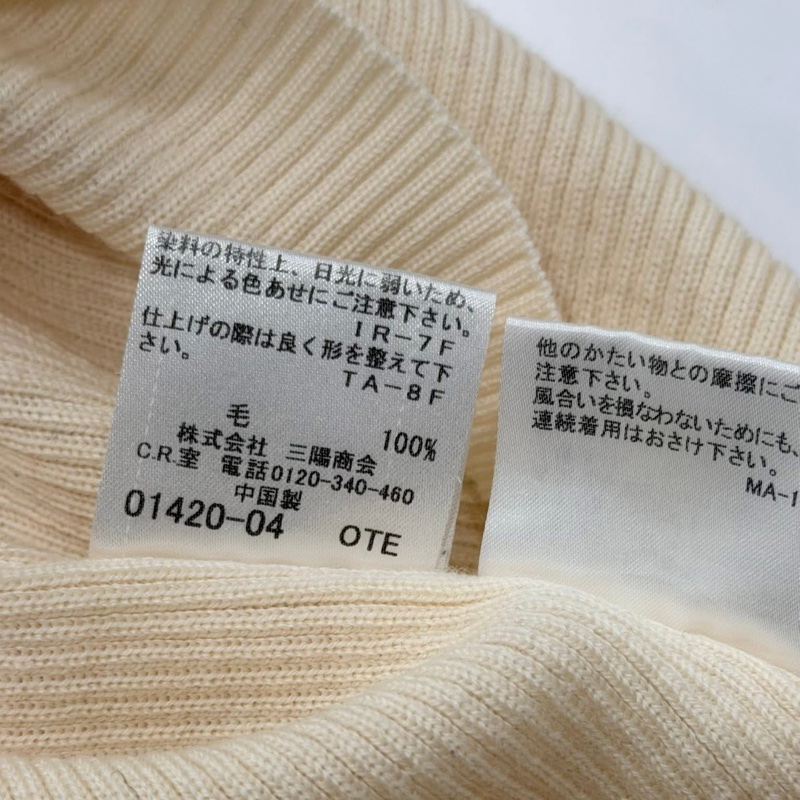 染料の特性上、日光に弱いため、
光による色あせにご注意下さい。
IR-7F
仕上げの際は良く形を整えて下
さい。
TA-8F
毛 100%
株式会社 三陽商会
C.R.室 電話0120-340-460
中国製
01420-04 OTE
他のかたい物との摩擦にご
注意下さい。
風合いを損なわないためにも、
連続着用はおさけ下さい。
MA-1